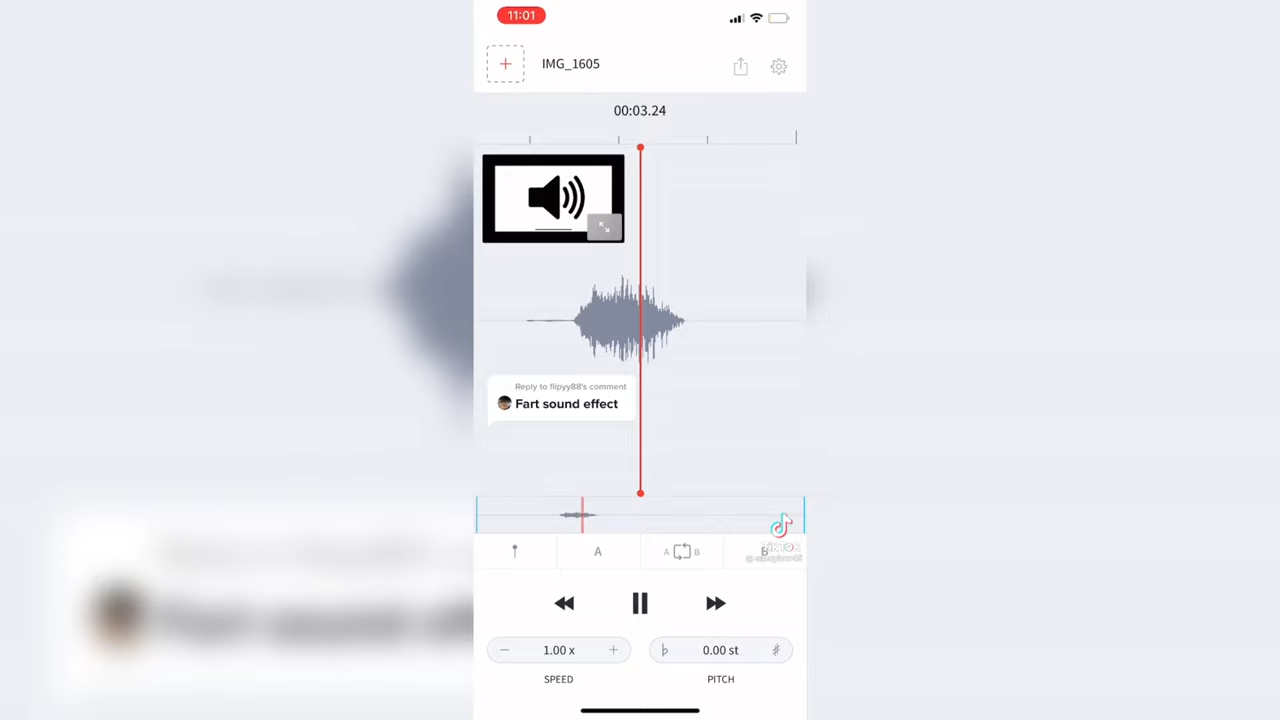 11:01
IMG_1605
00:03.24
Reply to flipyy88's comment
Fart sound effect
TikTok
A
A B
B
1.00 x
0.00 st
SPEED
PITCH